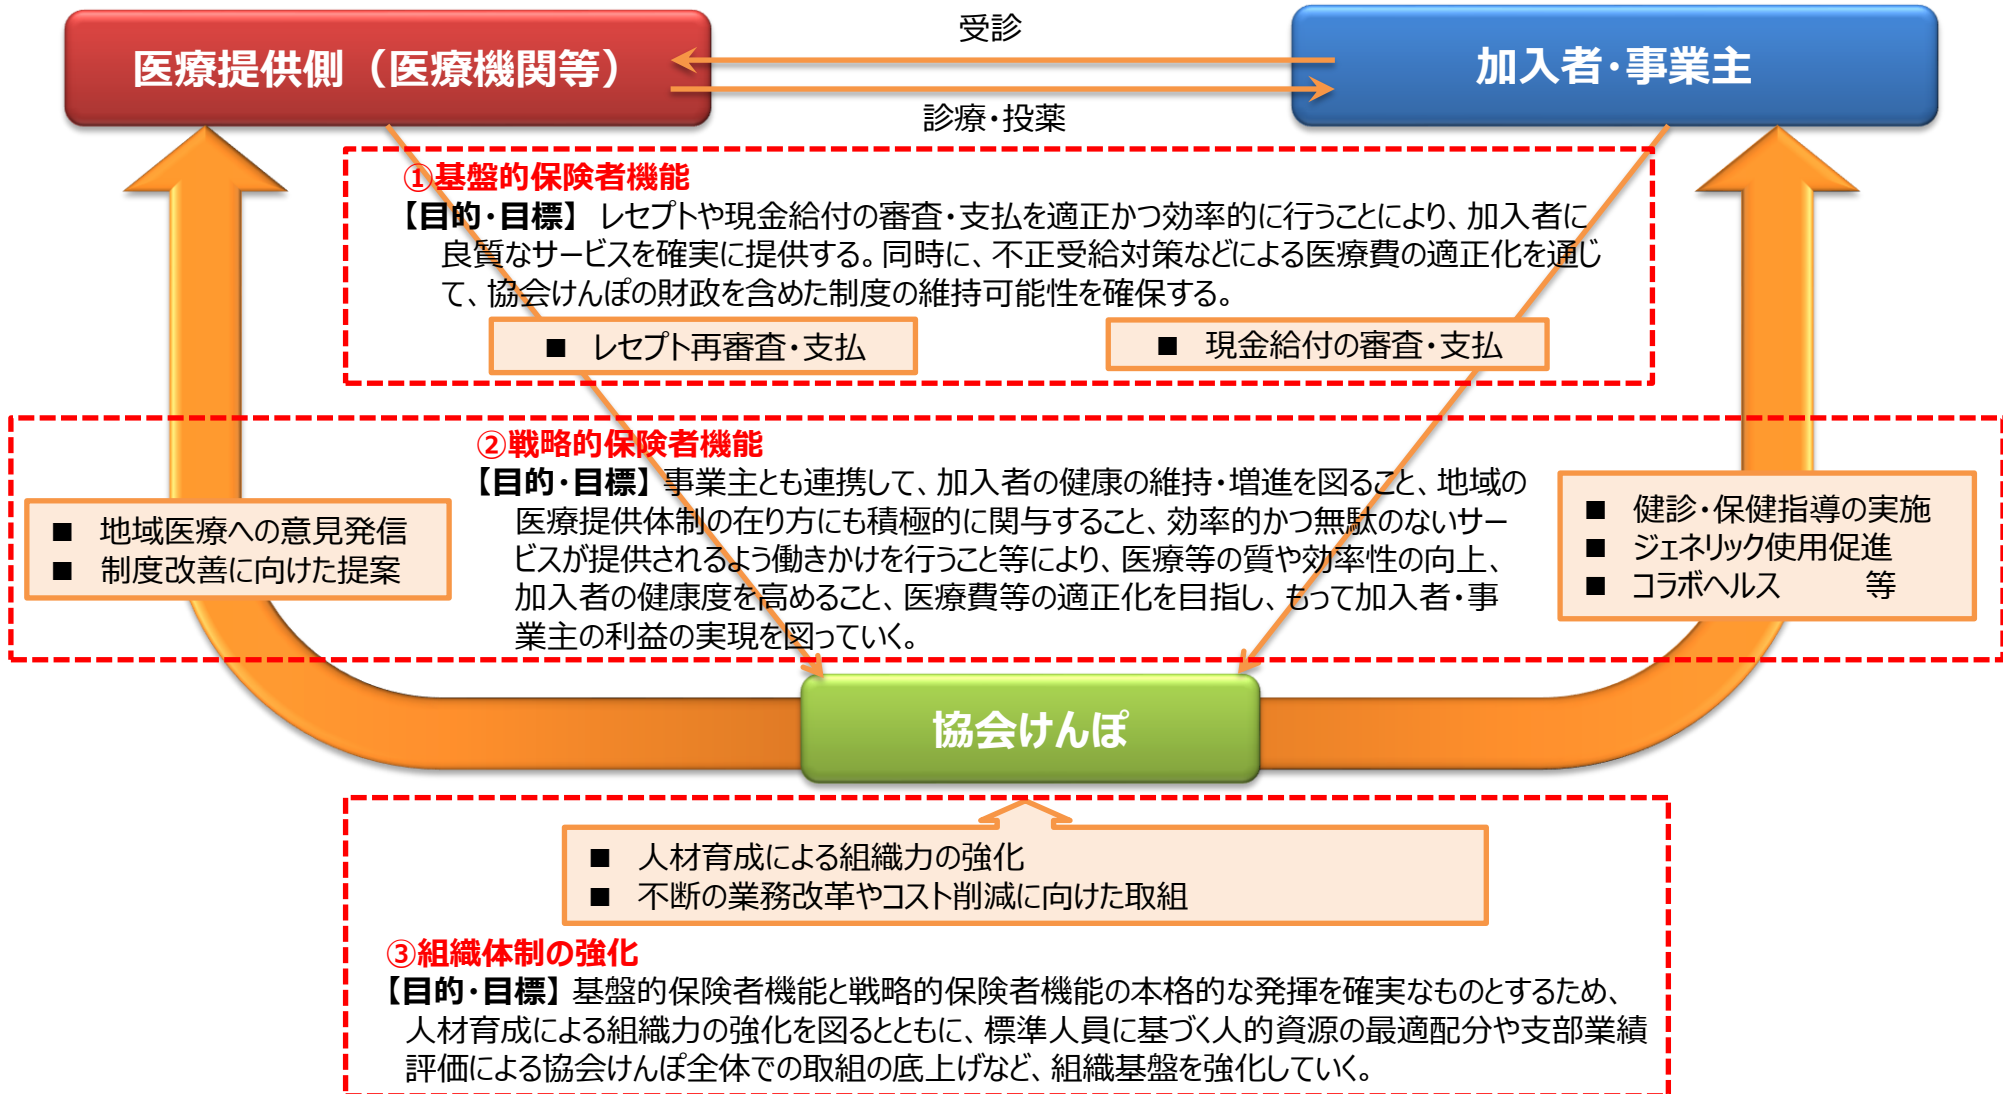 医療提供側（医療機関等）
受診
診療・投薬
加入者・事業主
①基盤的保険者機能
【目的・目標】 レセプトや現金給付の審査・支払を適正かつ効率的に行うことにより、加入者に
良質なサービスを確実に提供する。同時に、不正受給対策などによる医療費の適正化を通じ
て、協会けんぽの財政を含めた制度の維持可能性を確保する。
■ レセプト再審査・支払
■ 現金給付の審査・支払
②戦略的保険者機能
【目的・目標】 事業主とも連携して、加入者の健康の維持・増進を図ること、地域の
医療提供体制の在り方にも積極的に関与すること、効率的かつ無駄のないサー
ビスが提供されるよう働きかけを行うこと等により、医療等の質や効率性の向上、
加入者の健康度を高めること、医療費等の適正化を目指し、もって加入者・事
業主の利益の実現を図っていく。
■ 地域医療への意見発信
■ 制度改善に向けた提案
■ 健診・保健指導の実施
■ ジェネリック使用促進
■ コラボヘルス 等
協会けんぽ
■ 人材育成による組織力の強化
■ 不断の業務改革やコスト削減に向けた取組
③組織体制の強化
【目的・目標】 基盤的保険者機能と戦略的保険者機能の本格的な発揮を確実なものとするため、
人材育成による組織力の強化を図るとともに、標準人員に基づく人的資源の最適配分や支部業績
評価による協会けんぽ全体での取組の底上げなど、組織基盤を強化していく。